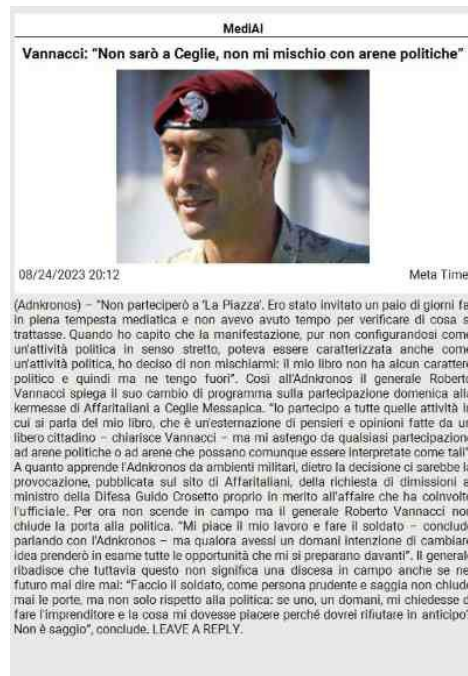 MediAI
Vannacci: "Non sarò a Ceglie, non mi mischio con arene politiche"
08/24/2023 20:12 Meta Time
(Adnkronos) – "Non parteciperò a 'La Piazza'. Ero stato invitato un paio di giorni fa
in piena tempesta mediatica e non avevo avuto tempo per verificare di cosa s
trattasse. Quando ho capito che la manifestazione, pur non configurandosi come
un'attività politica in senso stretto, poteva essere caratterizzata anche come
un'attività politica, ho deciso di non mischiarmi: il mio libro non ha alcun carattere
politico e quindi ma ne tengo fuori". Così all'Adnkronos il generale Roberto
Vannacci spiega il suo cambio di programma sulla partecipazione domenica alla
kermesse di Affaritaliani a Ceglie Messapica. "Io partecipo a tutte quelle attività in
cui si parla del mio libro, che è un'esternazione di pensieri e opinioni fatte da un
libero cittadino – chiarisce Vannacci – ma mi astengo da qualsiasi partecipazione
ad arene politiche o ad arene che possano comunque essere interpretate come tali".
A quanto apprende l'Adnkronos da ambienti militari, dietro la decisione ci sarebbe la
provocazione, pubblicata sul sito di Affaritaliani, della richiesta di dimissioni a
ministro della Difesa Guido Crosetto proprio in merito all'affaire che ha coinvolto
l'ufficiale. Per ora non scende in campo ma il generale Roberto Vannacci non
chiude la porta alla politica. "Mi piace il mio lavoro e fare il soldato – conclude
parlando con l'Adnkronos – ma qualora avessi un domani intenzione di cambiare
idea prenderò in esame tutte le opportunità che mi si preparano davanti". Il generale
ribadisce che tuttavia questo non significa una discesa in campo anche se nel
futuro mai dire mai: "Faccio il soldato, come persona prudente e saggia non chiude
mai le porte, ma non solo rispetto alla politica: se uno, un domani, mi chiedesse d
fare l'imprenditore e la cosa mi dovesse piacere perché dovrei rifiutare in anticipo?
Non è saggio", conclude. LEAVE A REPLY.